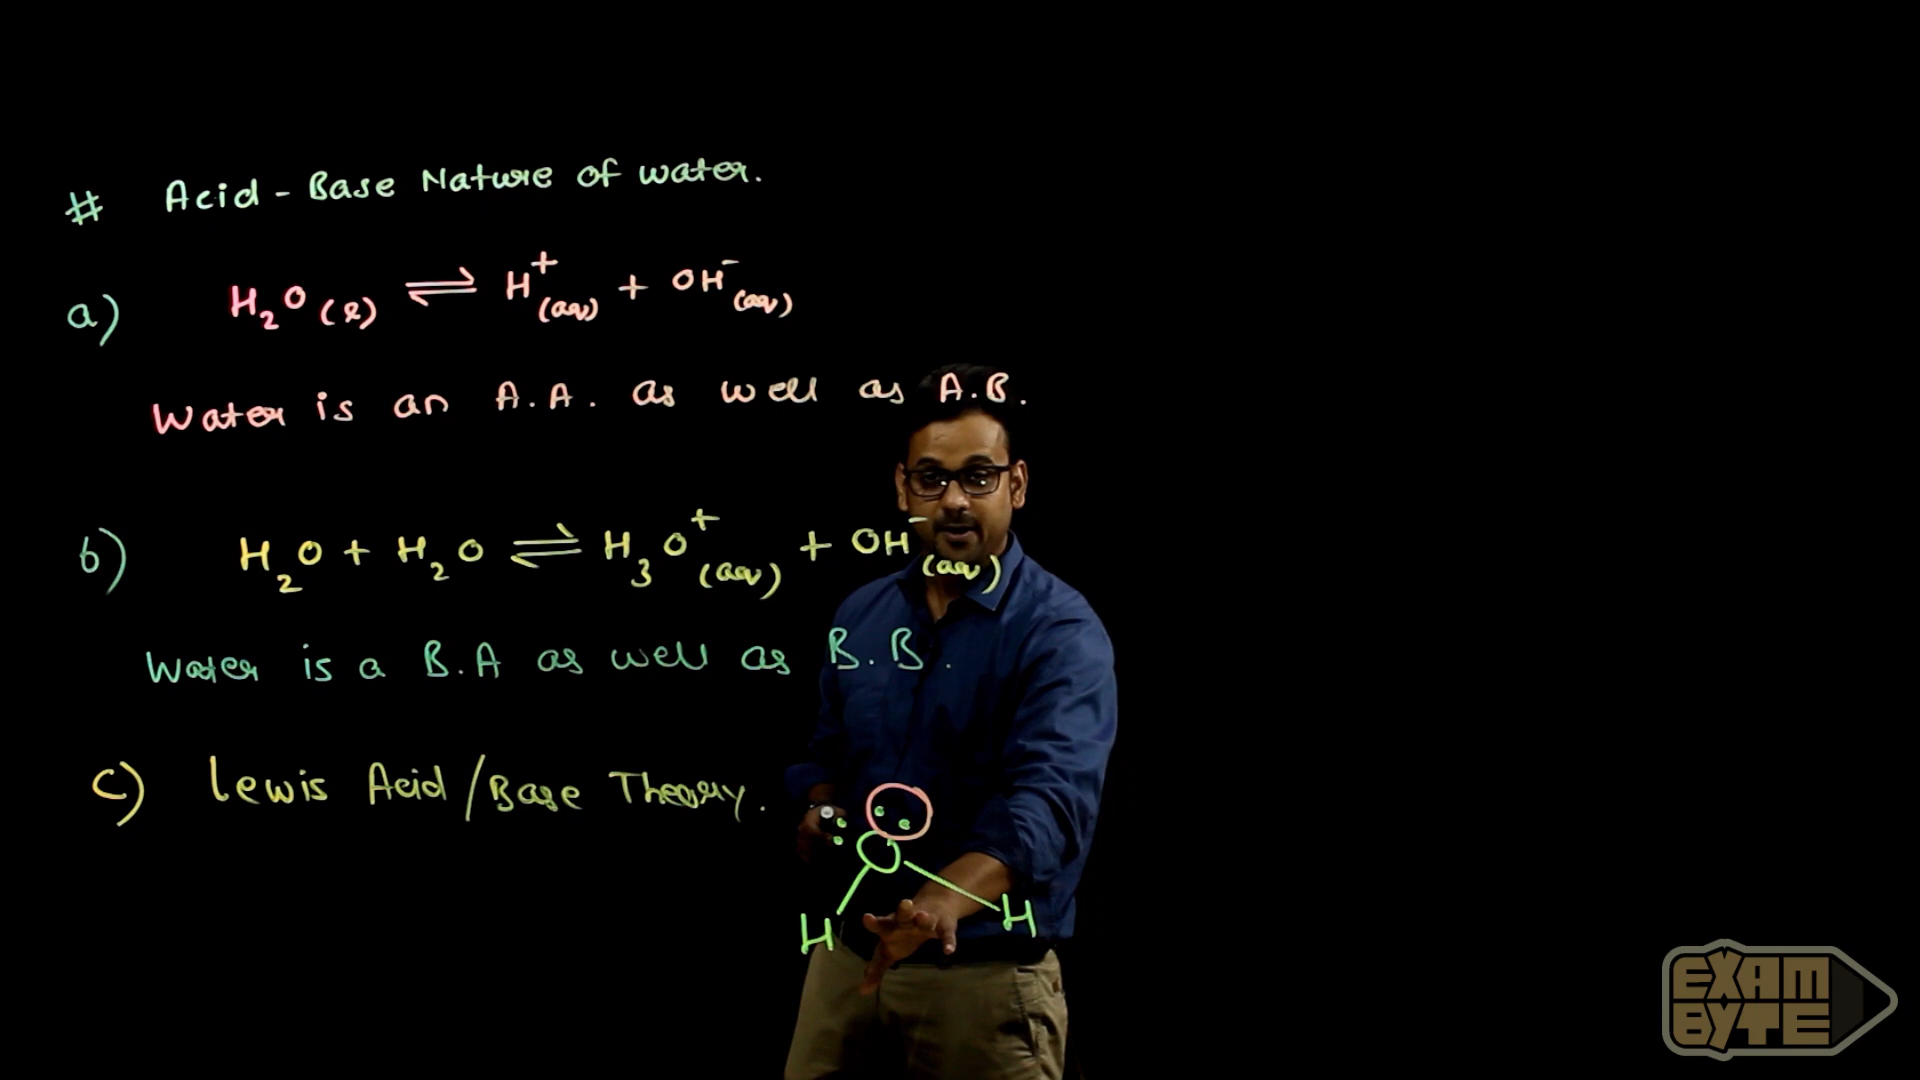 # Acid - Base Nature of water.
a) H₂O(l) ⇌ H⁺(aq) + OH⁻(aq)
Water is an A.A. as well as A.B.
b) H₂O + H₂O ⇌ H₃O⁺(aq) + OH⁻(aq)
Water is a B.A as well as B.B.
c) Lewis Acid/Base Theory.
O
H H
EXAM
BYTE